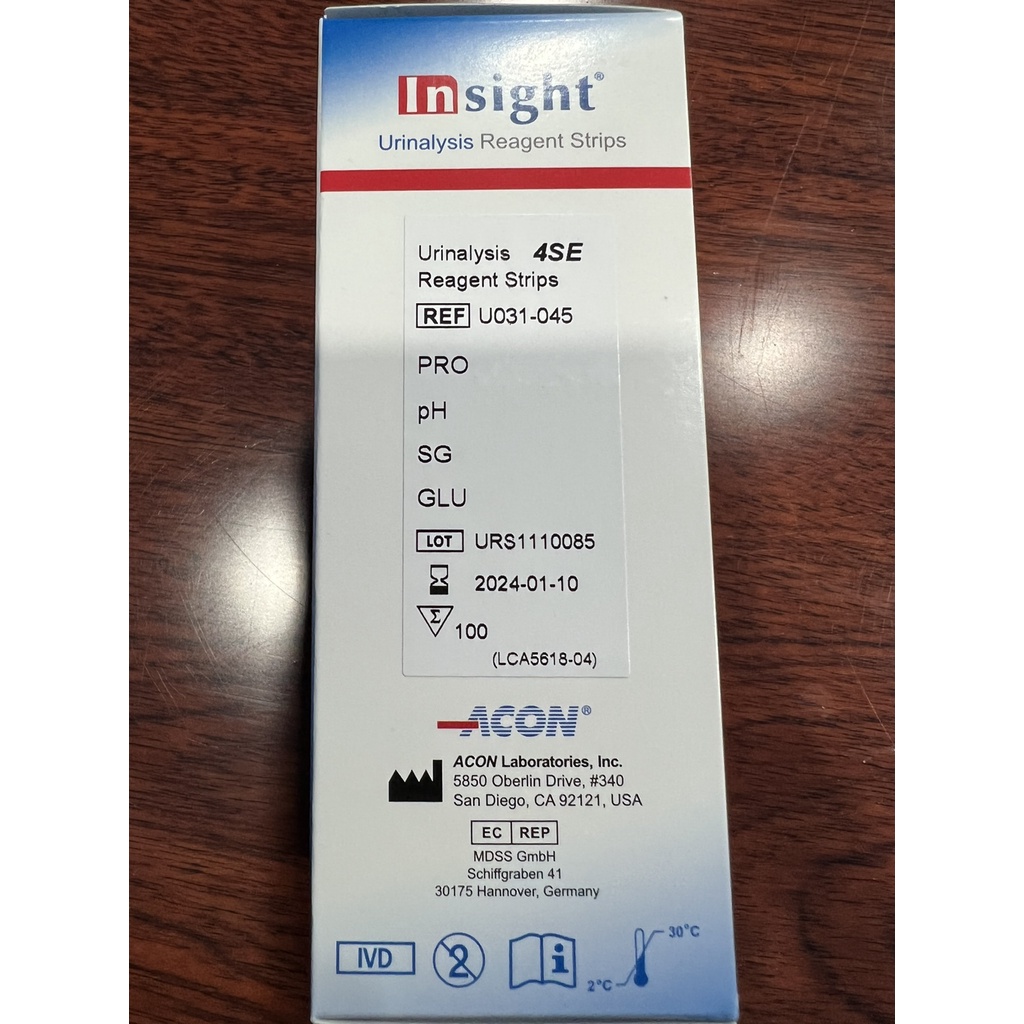 Insight®
Urinalysis Reagent Strips
Urinalysis 4SE
Reagent Strips
REF U031-045
PRO
pH
SG
GLU
LOT URS1110085
2024-01-10
Σ 100
(LCA5618-04)
ACON®
ACON Laboratories, Inc.
5850 Oberlin Drive, #340
San Diego, CA 92121, USA
EC REP
MDSS GmbH
Schiffgraben 41
30175 Hannover, Germany
IVD 2 i 2°C 30°C